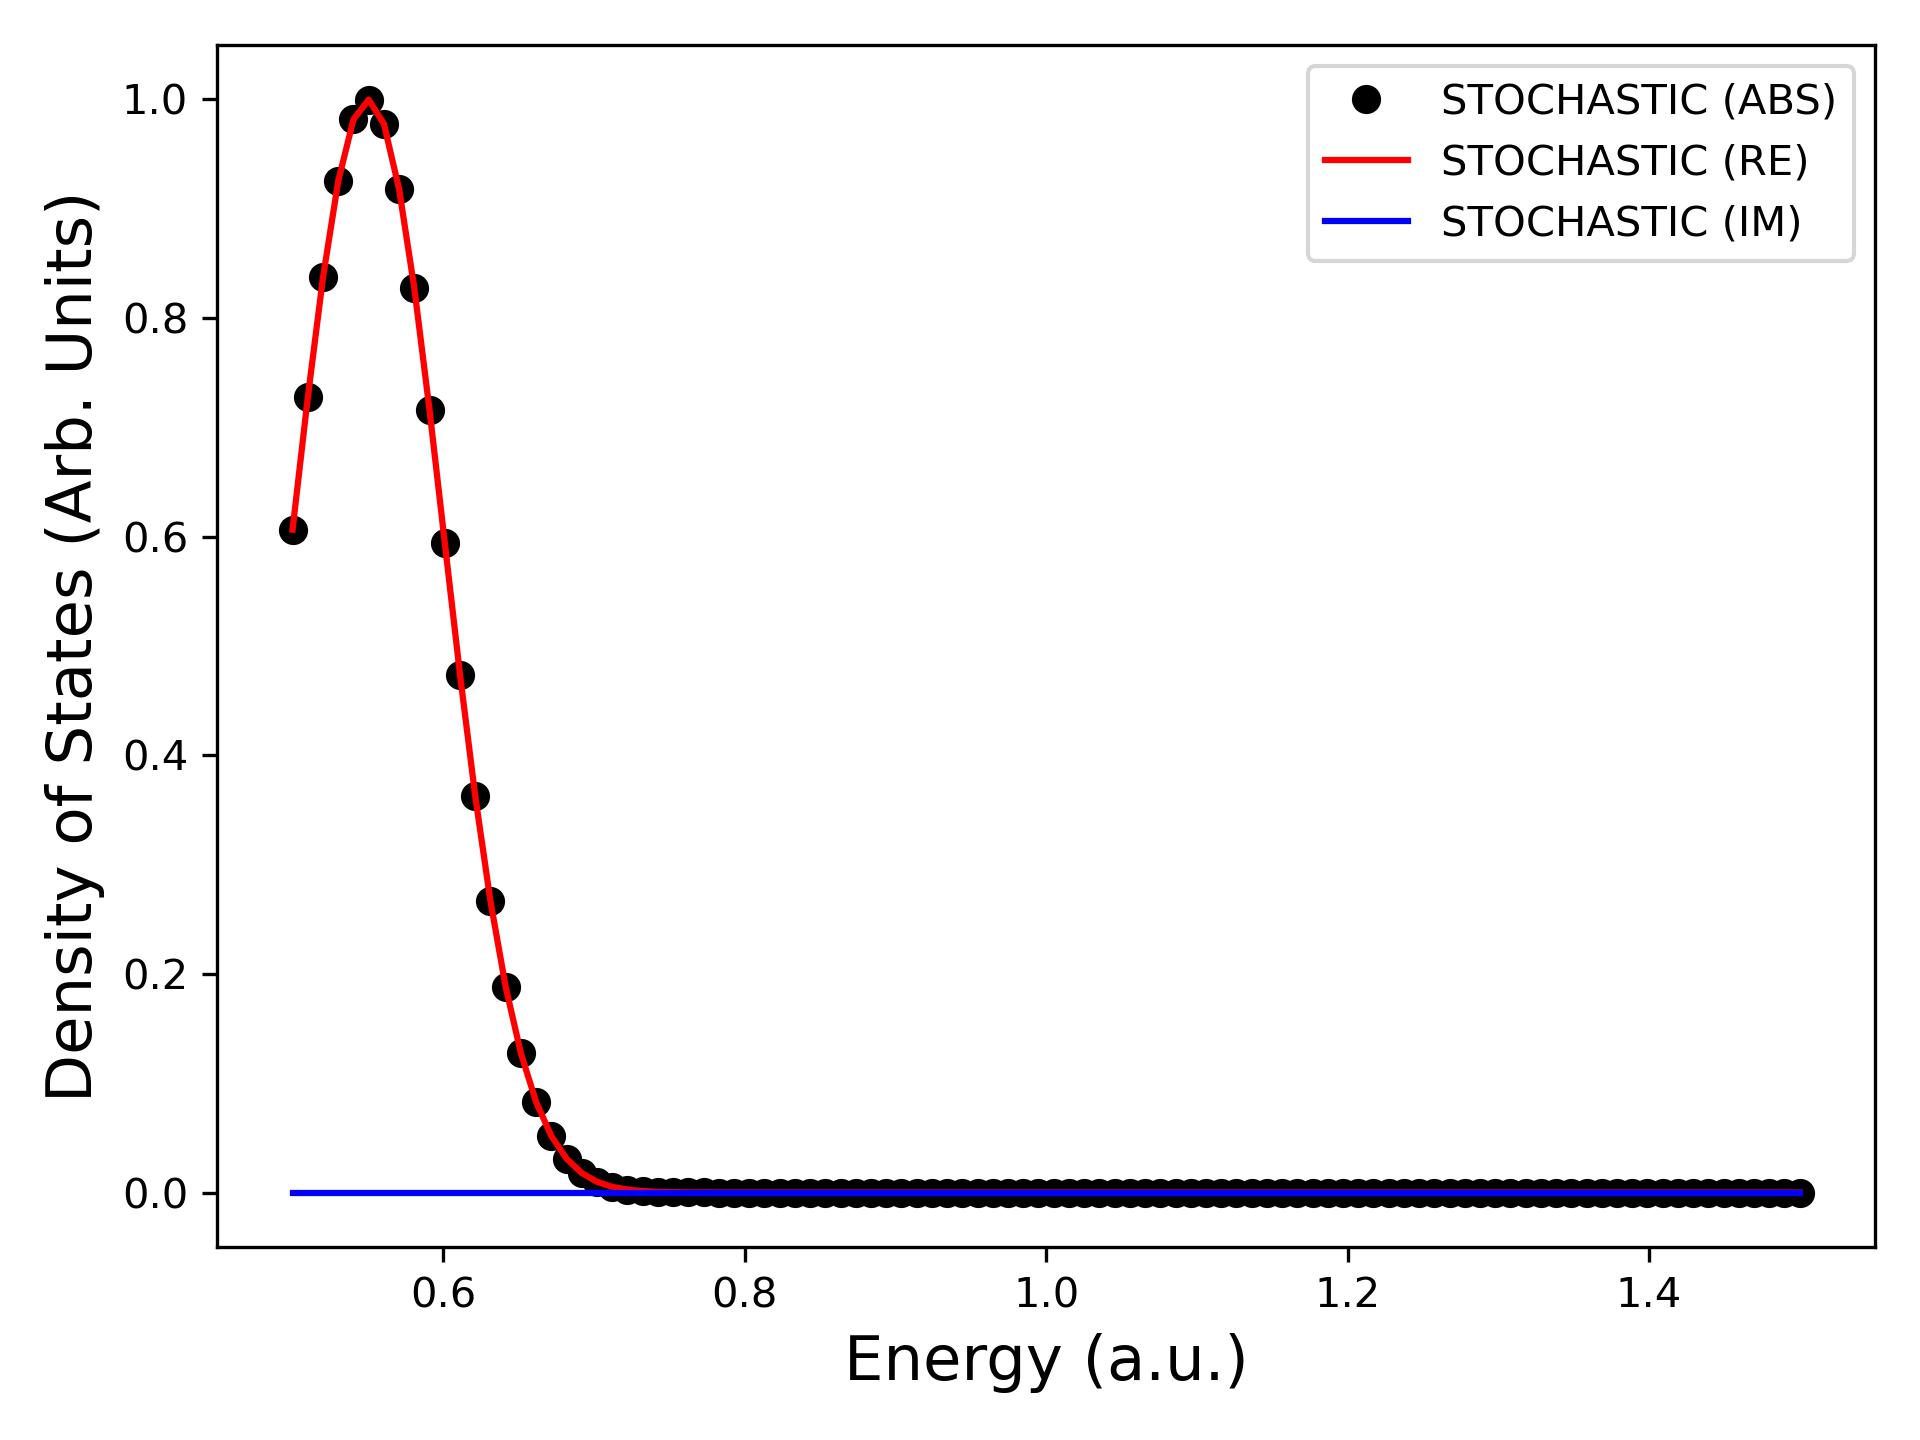 STOCHASTIC (ABS)
STOCHASTIC (RE)
STOCHASTIC (IM)
Density of States (Arb. Units)
1.0
0.8
0.6
0.4
0.2
0.0
0.6 0.8 1.0 1.2 1.4
Energy (a.u.)